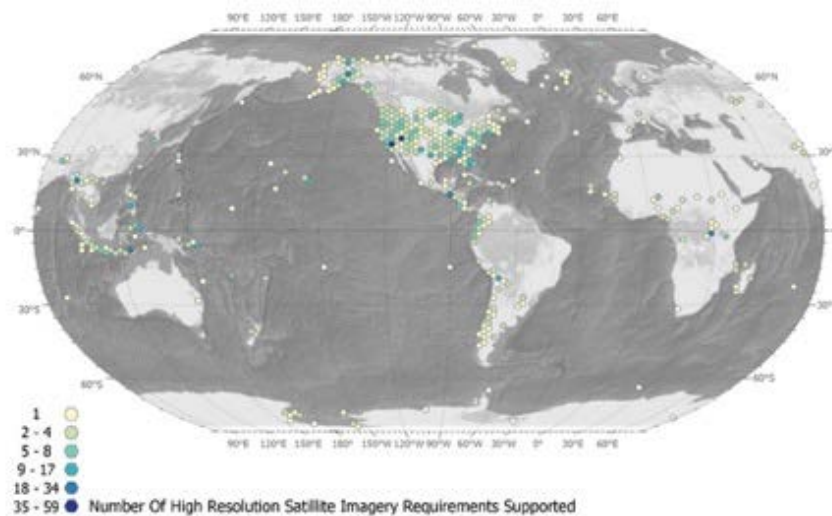 90°E 120°E 150°E 180° 150°W 120°W 90°W 60°W 30°W 0° 30°E 60°E
60°N 60°N
30°N 30°N
0° 0°
30°S 30°S
60°S 60°S
90°E 120°E 150°E 180° 150°W 120°W 90°W 60°W 30°W 0° 30°E 60°E
1
2 - 4
5 - 8
9 - 17
18 - 34
35 - 59 Number Of High Resolution Satillite Imagery Requirements Supported